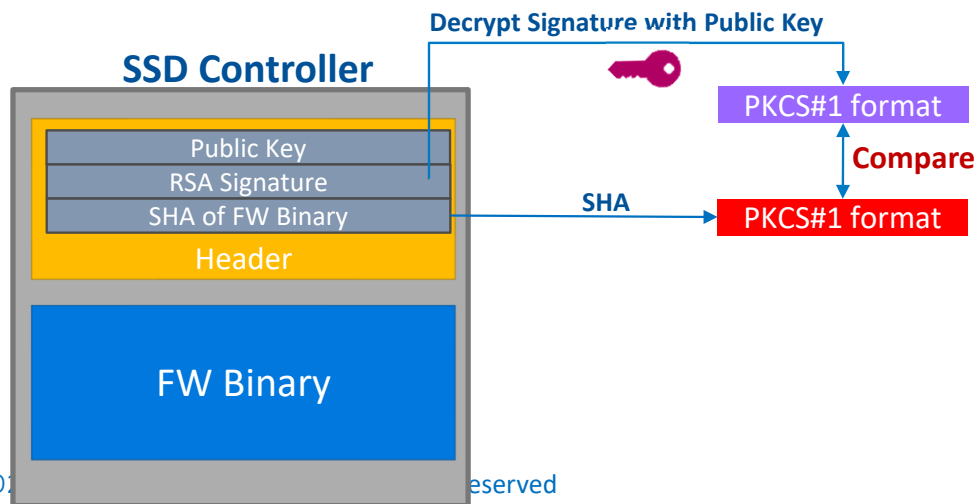 Decrypt Signature with Public Key
SSD Controller
PKCS#1 format
Public Key
Compare
RSA Signature
SHA of FW Binary
SHA
PKCS#1 format
Header
FW Binary
eserved